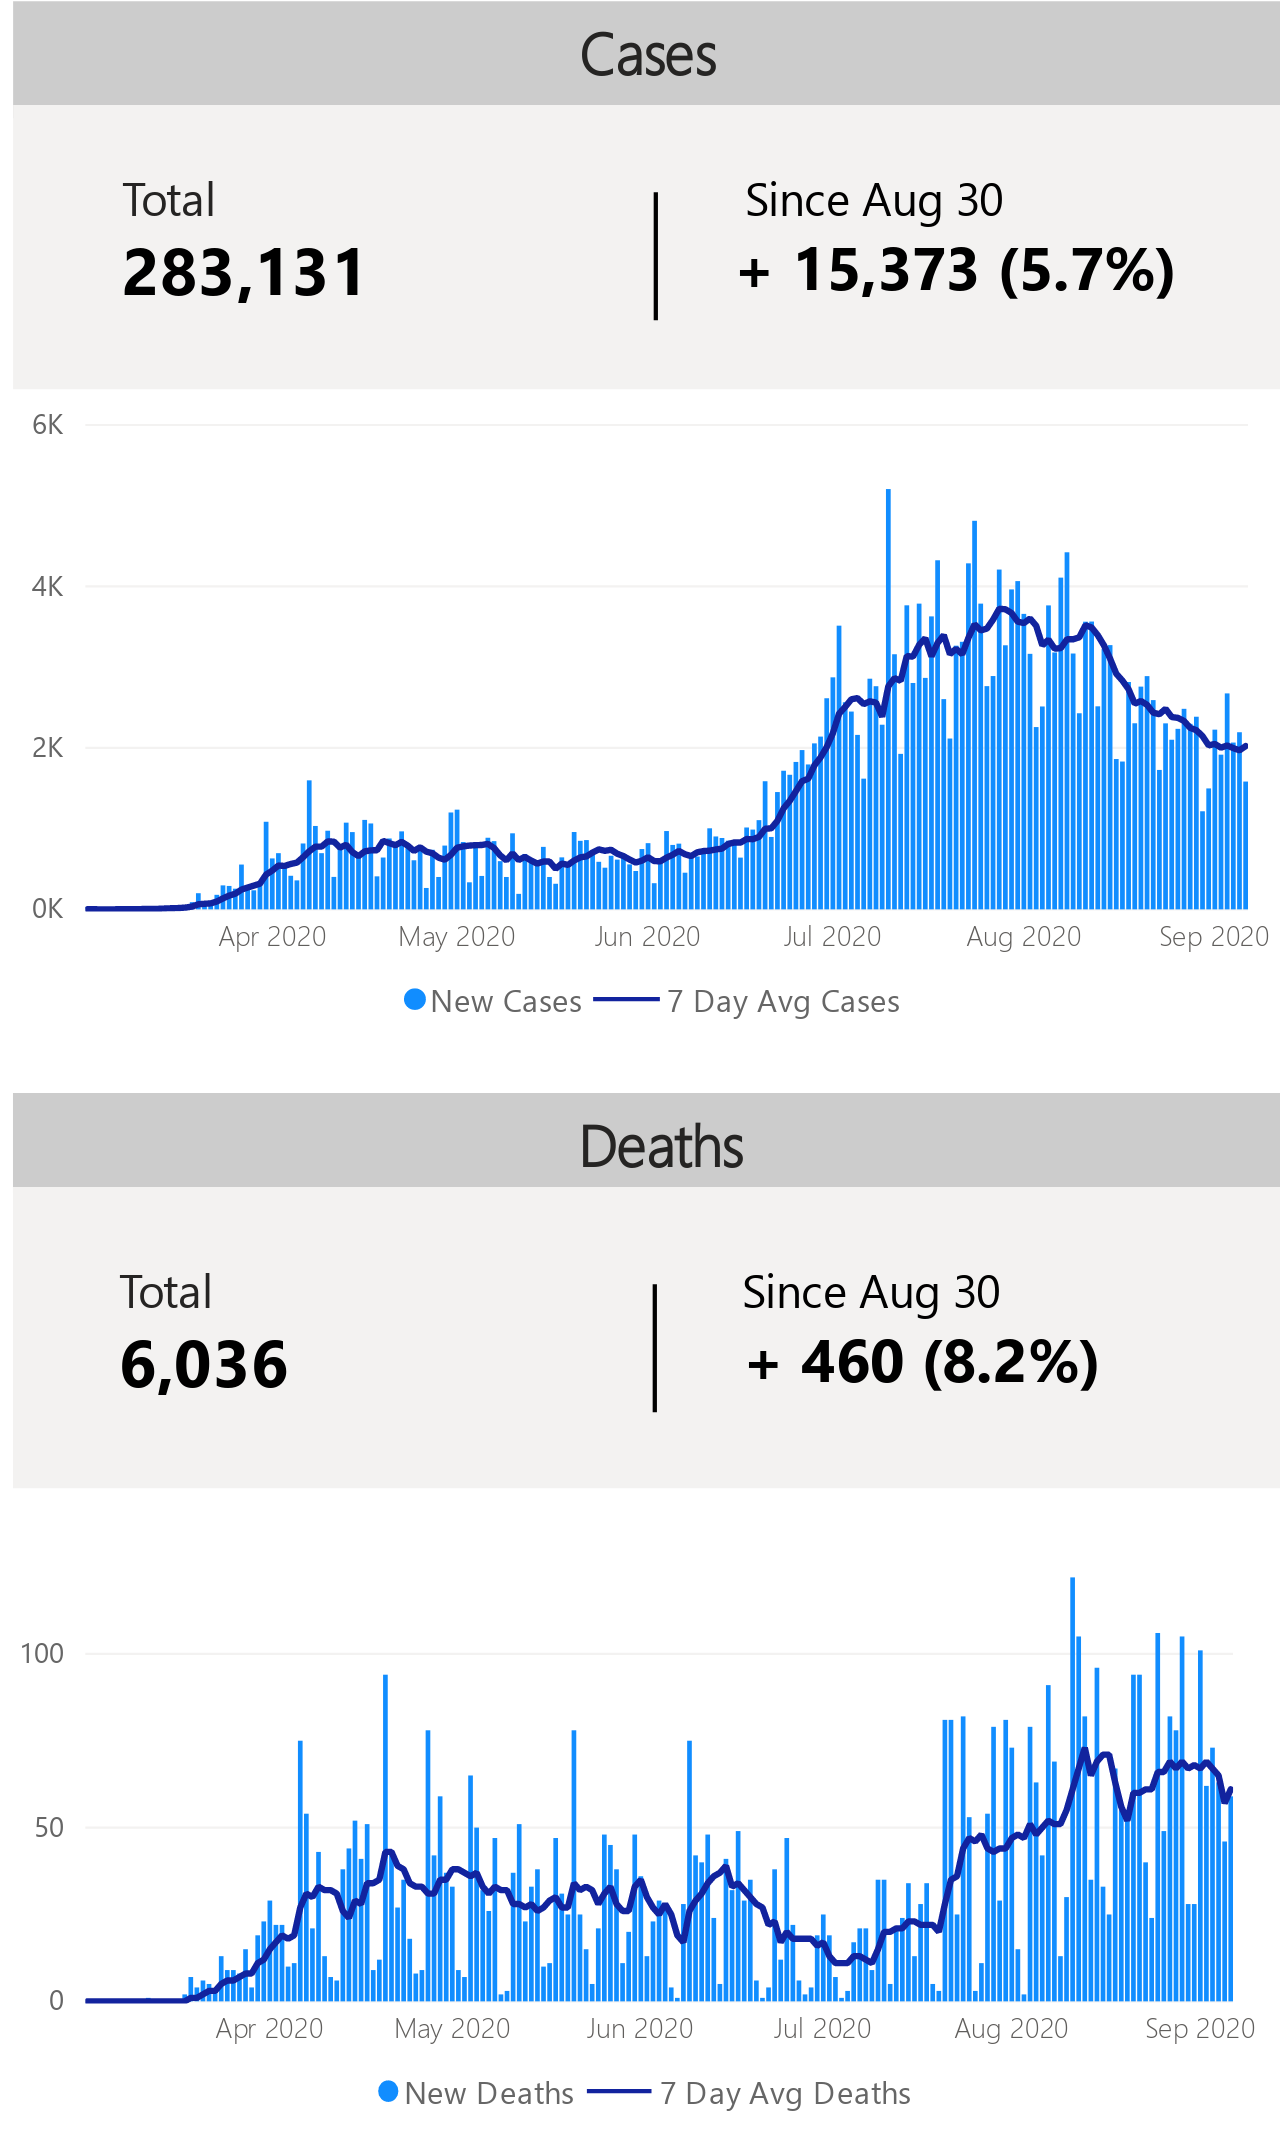 Cases
Total
Since Aug 30
283,131
+ 15,373 (5.7%)
6K
4K
2K
0K
Apr 2020
May 2020
Jun 2020
Jul 2020
Aug 2020
Sep 2020
New Cases
7 Day Avg Cases
Deaths
Total
Since Aug 30
6,036
+ 460 (8.2%)
100
50
0
Apr 2020
May 2020
Jun 2020
Jul 2020
Aug 2020
Sep 2020
New Deaths
7 Day Avg Deaths